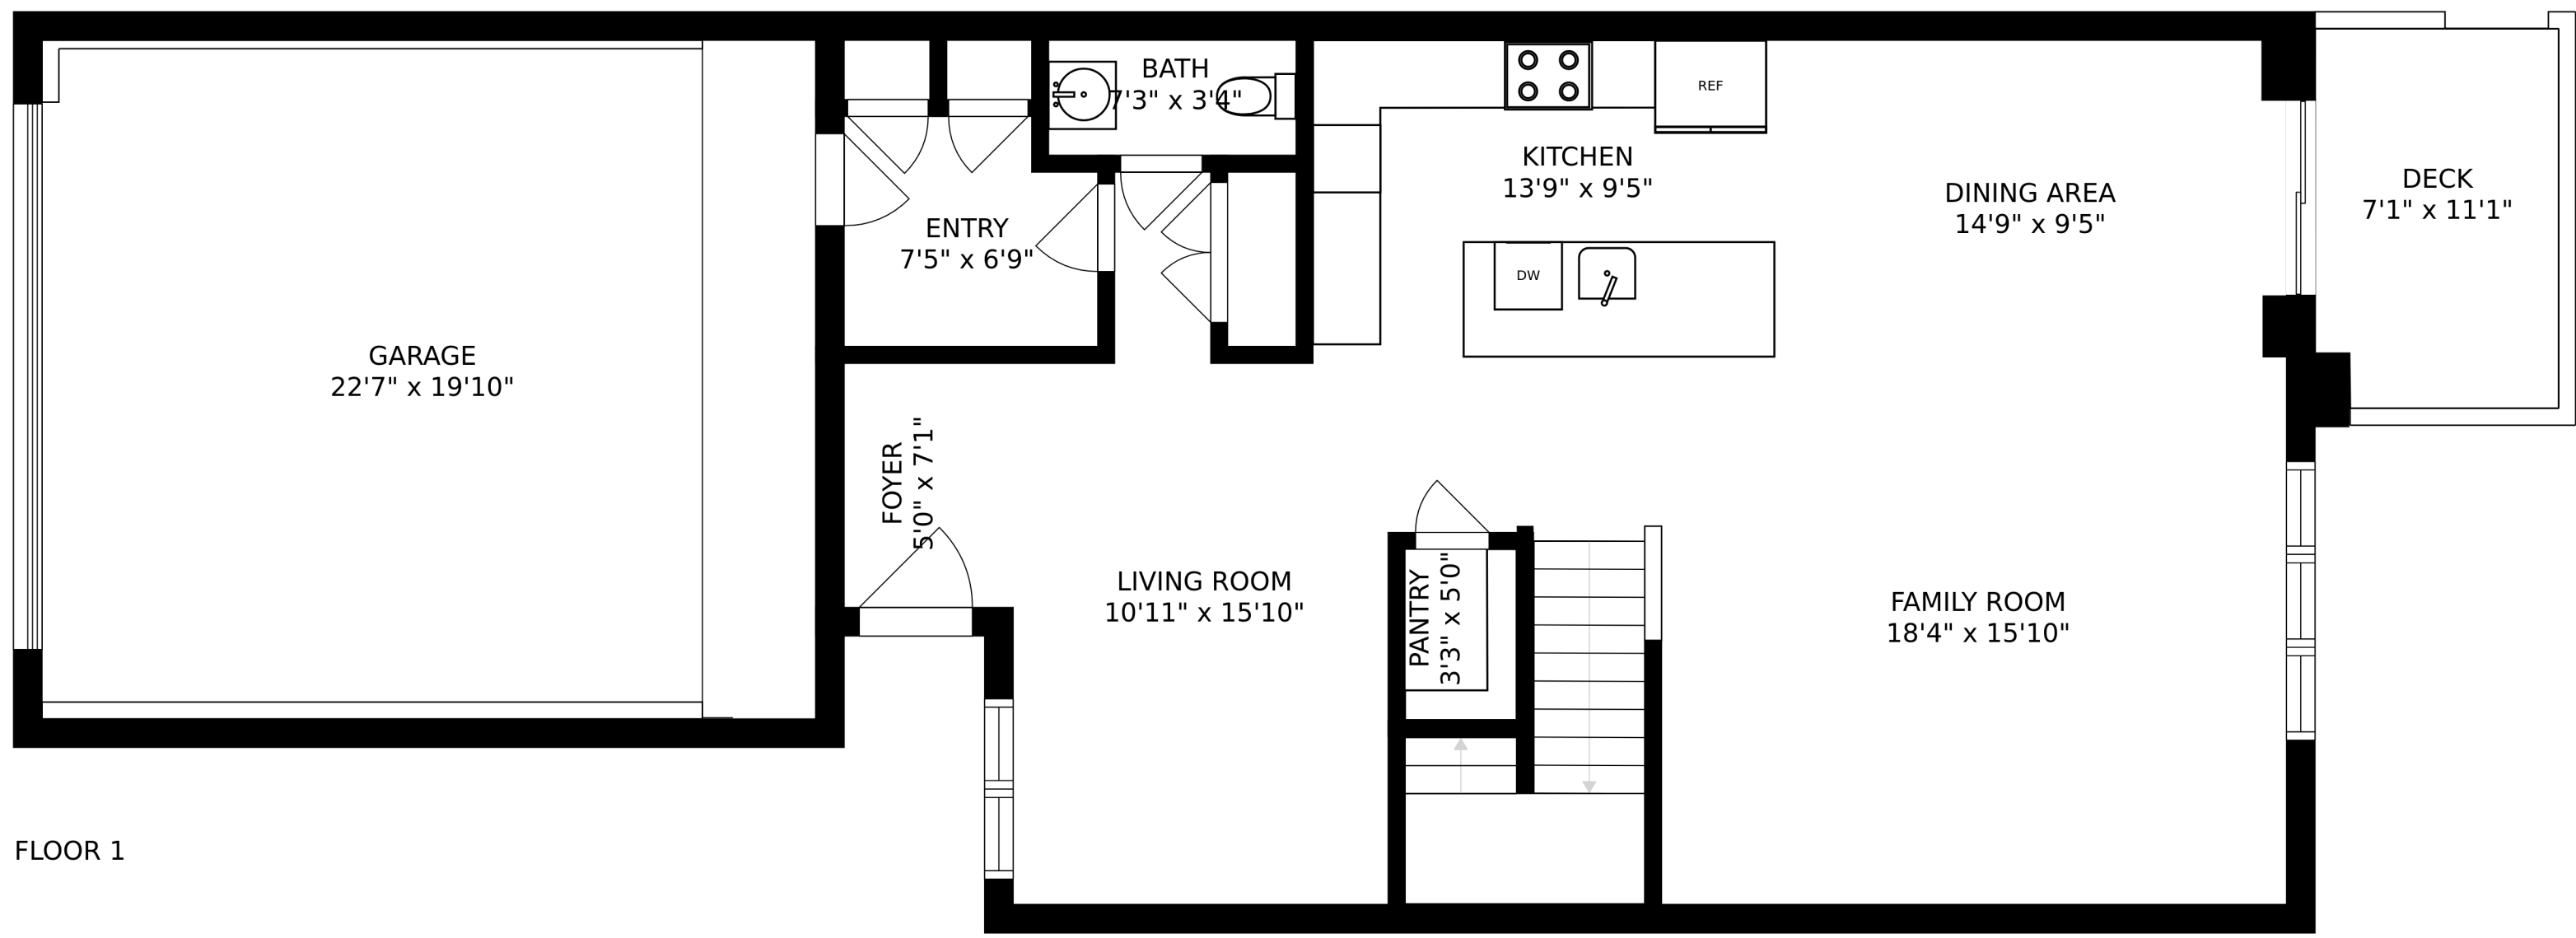 BATH
7'3" x 3'4"
REF
KITCHEN
13'9" x 9'5"
DINING AREA
14'9" x 9'5"
DECK
7'1" x 11'1"
ENTRY
7'5" x 6'9"
DW
GARAGE
22'7" x 19'10"
FOYER
5'0" x 7'1"
LIVING ROOM
10'11" x 15'10"
PANTRY
3'3" x 5'0"
FAMILY ROOM
18'4" x 15'10"
FLOOR 1